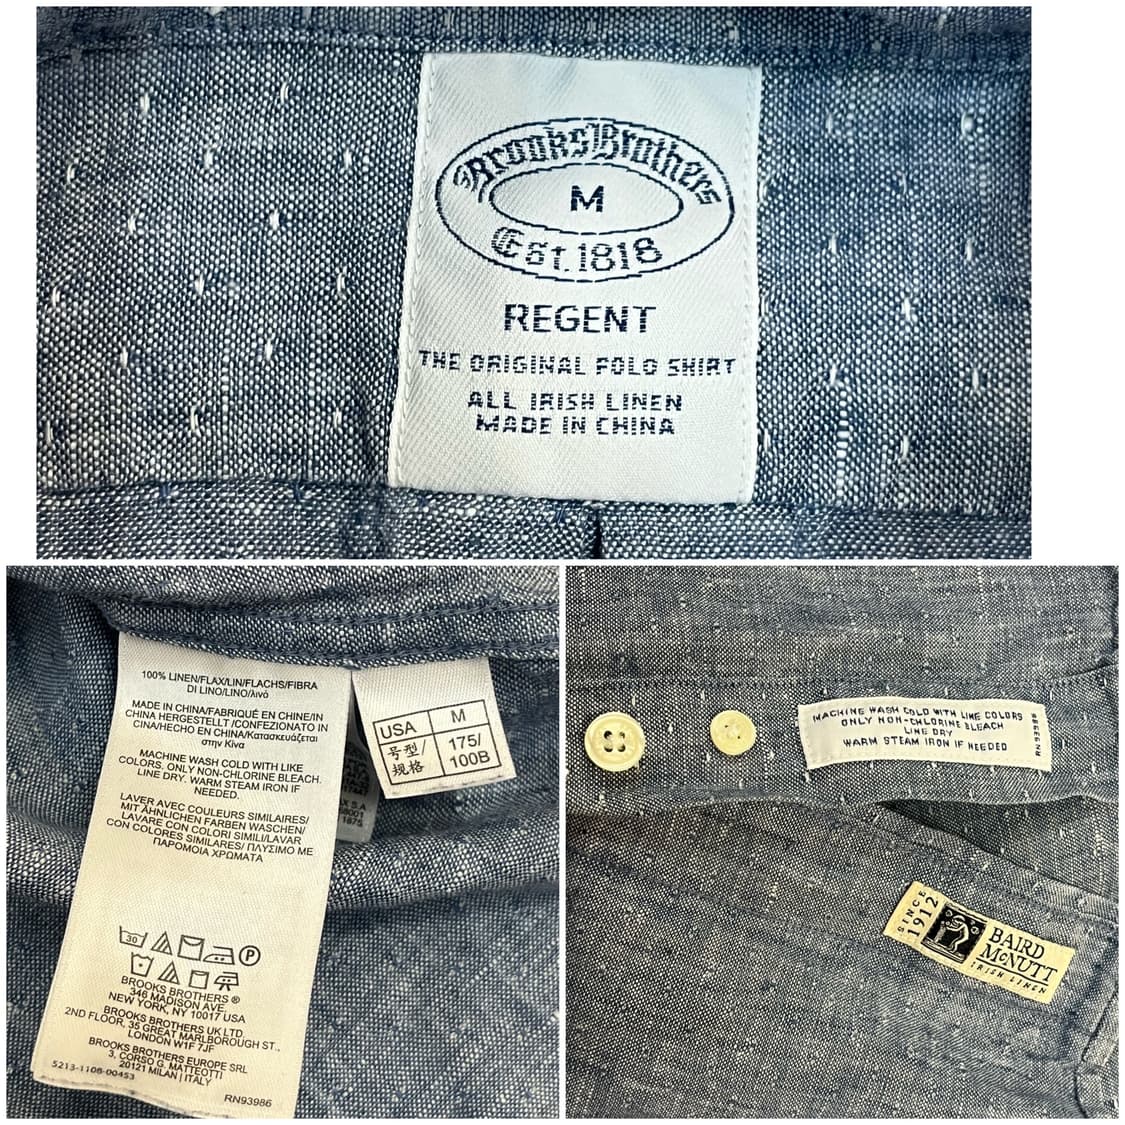 Brooks Brothers
M
Est. 1818
REGENT
THE ORIGINAL POLO SHIRT
ALL IRISH LINEN
MADE IN CHINA
100% LINEN/FLAX/LIN/FLACHS/FIBRA
DI LINO/LINO/λινό
MADE IN CHINA/FABRIQUÉ EN CHINE/IN
CHINA HERGESTELLT /CONFEZIONATO IN
CINA/HECHO EN CHINA/Κατασκευάζεται
στην Κίνα
MACHINE WASH COLD WITH LIKE
COLORS. ONLY NON-CHLORINE BLEACH.
LINE DRY. WARM STEAM IRON IF
NEEDED.
LAVER AVEC COULEURS SIMILAIRES/
MIT ÄHNLICHEN FARBEN WASCHEN/
LAVARE CON COLORI SIMILI/LAVAR
CON COLORES SIMILARES/ ΠΛΥΣΙΜΟ ΜΕ
ΠΑΡΟΜΟΙΑ ΧΡΩΜΑΤΑ
30 P
BROOKS BROTHERS ®
346 MADISON AVE.
NEW YORK, NY 10017 USA
BROOKS BROTHERS UK LTD.
2ND FLOOR, 35 GREAT MARLBOROUGH ST.,
LONDON W1F 7JF
BROOKS BROTHERS EUROPE SRL
3, CORSO G. MATTEOTTI
20121 MILAN | ITALY
5213-1108-00453
RN93986
USA M
号型/ 175/
规格 100B
MACHINE WASH COLD WITH LIKE COLORS
ONLY NON-CHLORINE BLEACH
LINE DRY
WARM STEAM IRON IF NEEDED
RN93986
SINCE
1912
BAIRD
McNUTT
IRISH LINEN